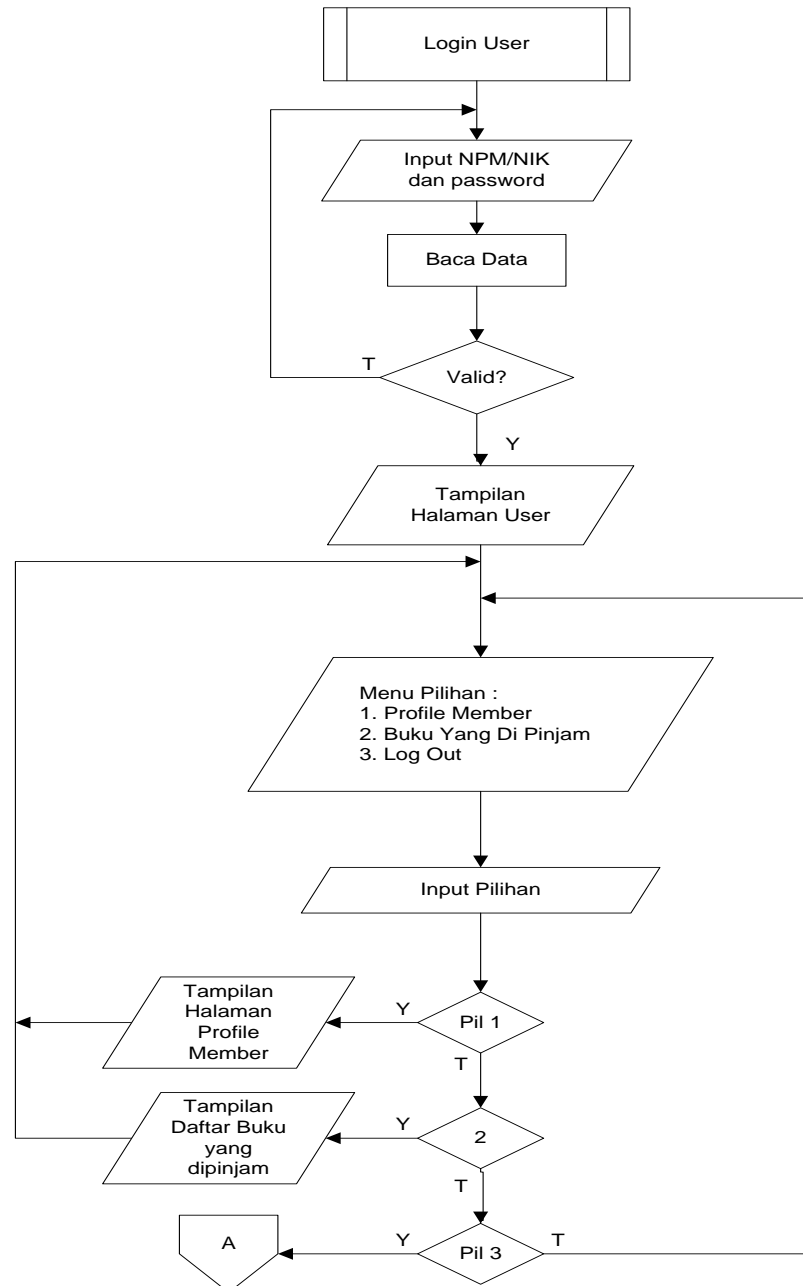 Login User
Input NPM/NIK
dan password
Baca Data
T
Valid?
Y
Tampilan
Halaman User
Menu Pilihan :
1. Profile Member
2. Buku Yang Di Pinjam
3. Log Out
Input Pilihan
Tampilan
Halaman
Profile
Member
Y
Pil 1
T
Tampilan
Daftar Buku
yang
dipinjam
Y
2
T
A
Y
Pil 3
T